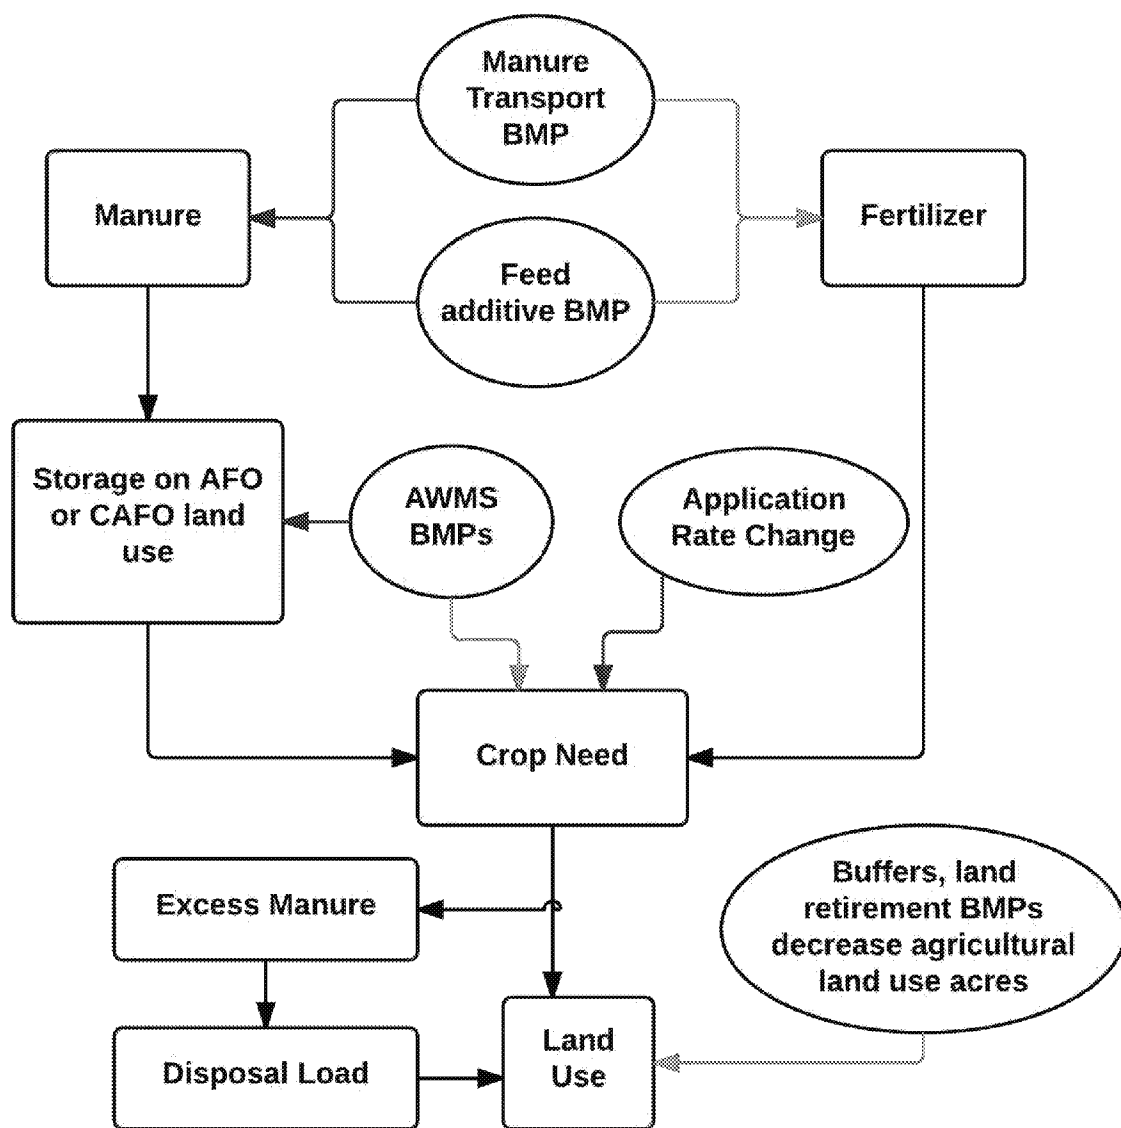 Manure
Transport
BMP
Manure
Fertilizer
Feed
additive BMP
Storage on AFO
or CAFO land
use
AWMS
BMPs
Application
Rate Change
Crop Need
Excess Manure
Buffers, land
retirement BMPs
decrease agricultural
land use acres
Disposal Load
Land
Use